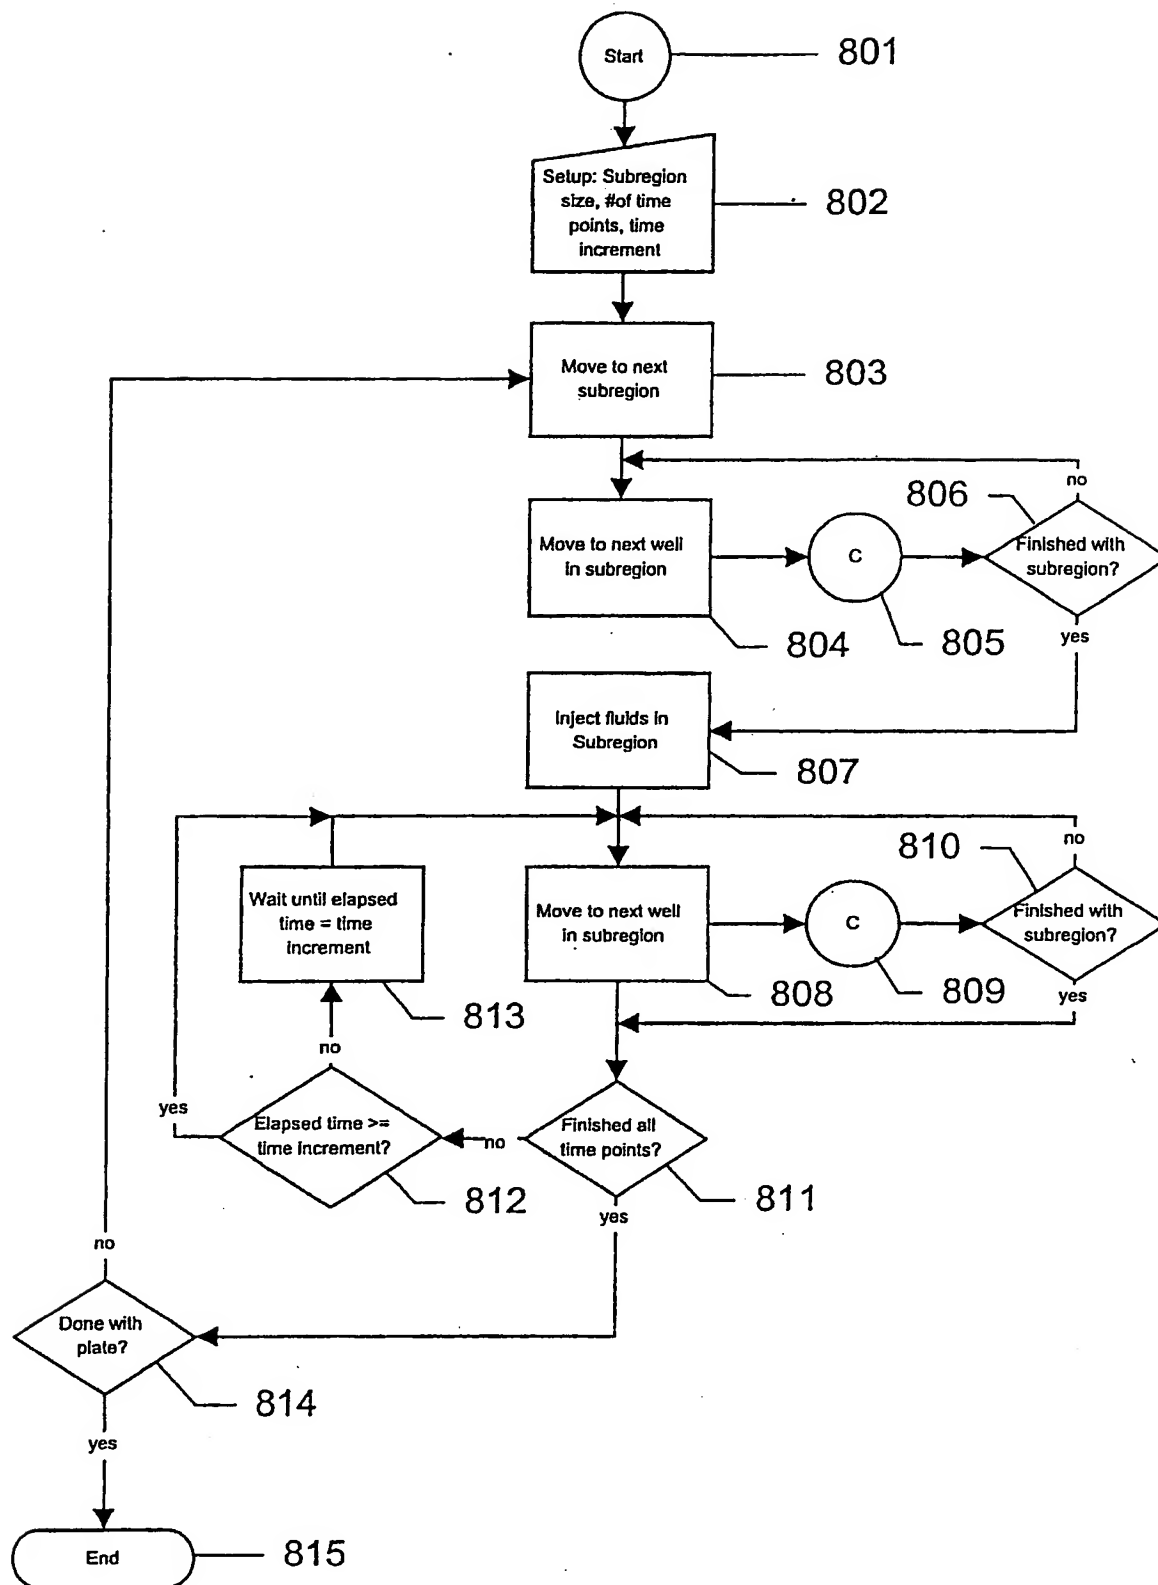 Start
801
Setup: Subregion
size, #of time
points, time
increment
802
Move to next
subregion
803
no
806
Move to next well
in subregion
C
Finished with
subregion?
804
805
yes
Inject fluids in
Subregion
807
no
810
Wait until elapsed
time = time
increment
Move to next well
in subregion
C
Finished with
subregion?
813
808
809
yes
no
yes
Elapsed time >=
time increment?
no
Finished all
time points?
812
811
yes
no
Done with
plate?
814
yes
End
815